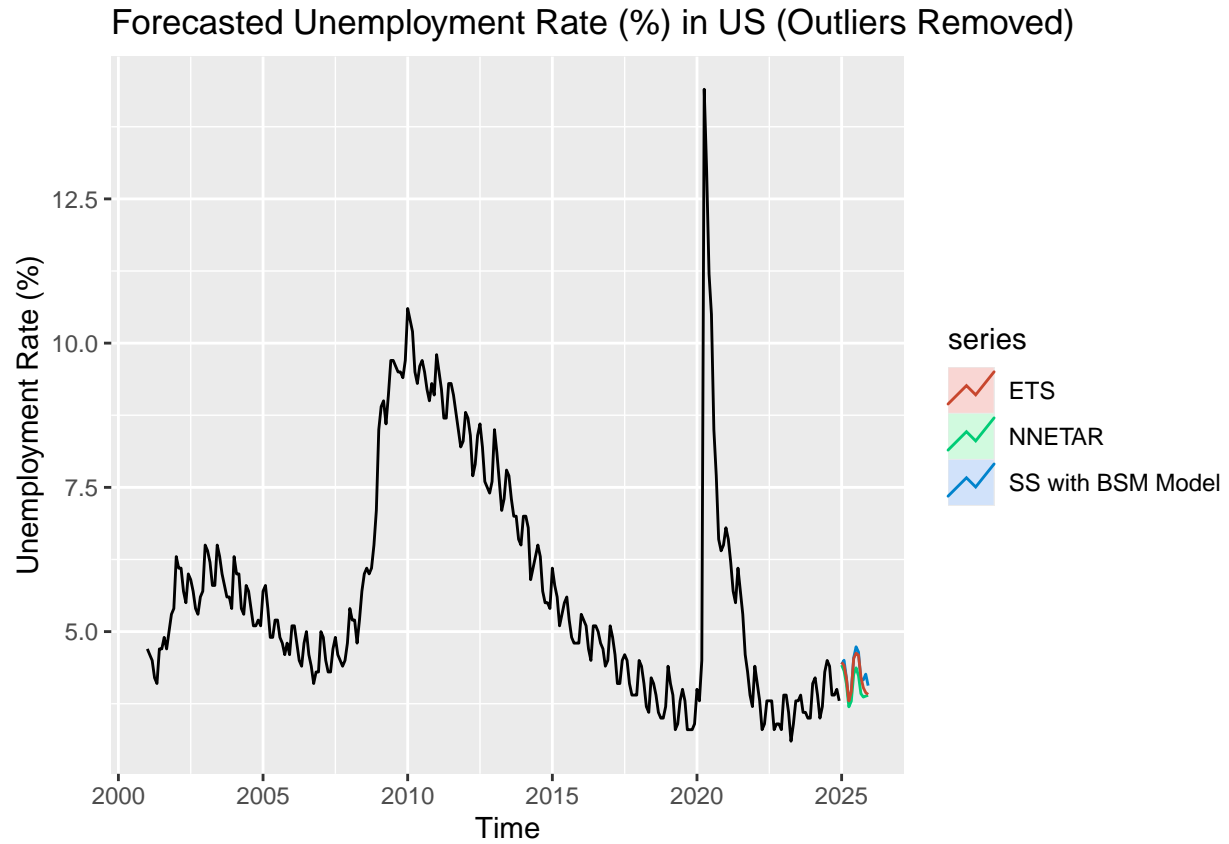 Forecasted Unemployment Rate (%) in US (Outliers Removed)
Unemployment Rate (%)
12.5
10.0
7.5
5.0
2000
2005
2010
2015
2020
2025
Time
series
ETS
NNETAR
SS with BSM Model